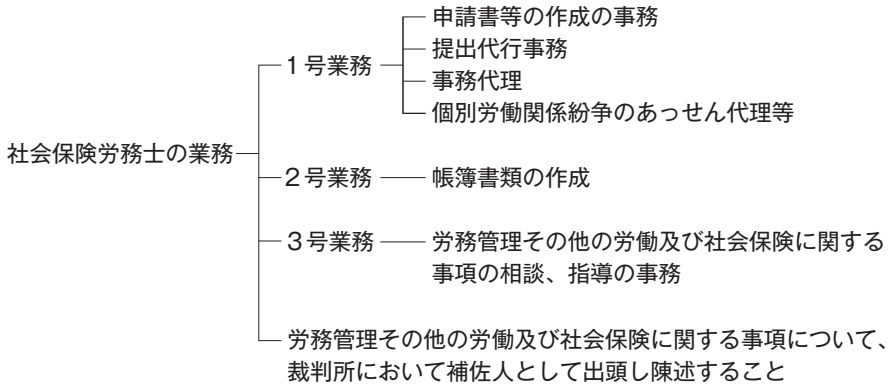 社会保険労務士の業務
1号業務
申請書等の作成の事務
提出代行事務
事務代理
個別労働関係紛争のあっせん代理等
2号業務
帳簿書類の作成
3号業務
労務管理その他の労働及び社会保険に関する
事項の相談、指導の事務
労務管理その他の労働及び社会保険に関する事項について、
裁判所において補佐人として出頭し陳述すること